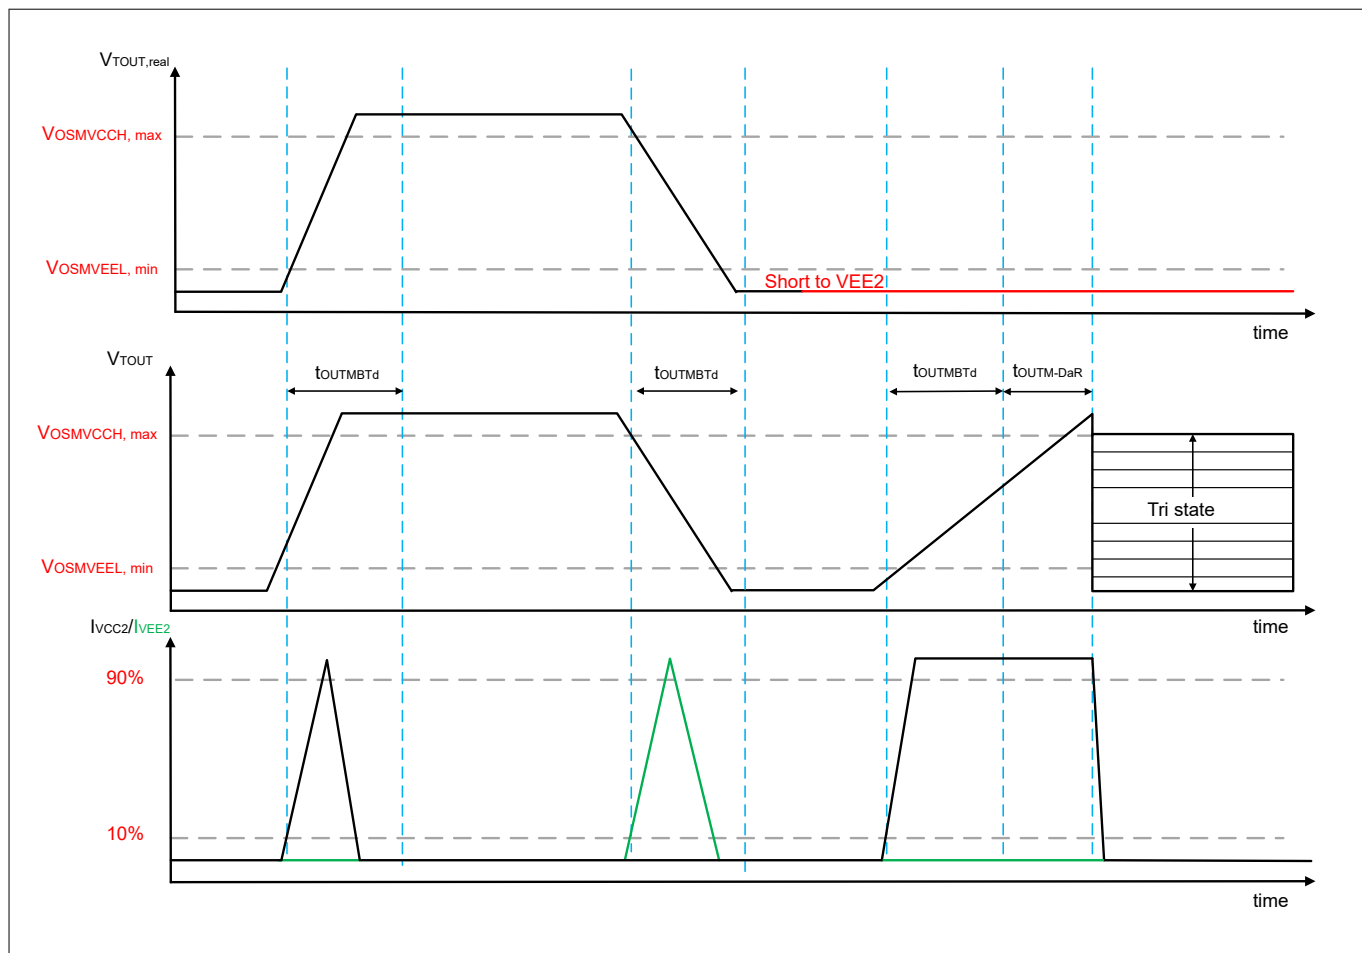 VTOUT,real
VOSMVCCH, max
VOSMVEEL, min
Short to VEE2
time
VTOUT
tOUTMBTd
tOUTMBTd
tOUTMBTd
tOUTM-DaR
VOSMVCCH, max
Tri state
VOSMVEEL, min
time
IVCC2/IVEE2
90%
10%
time